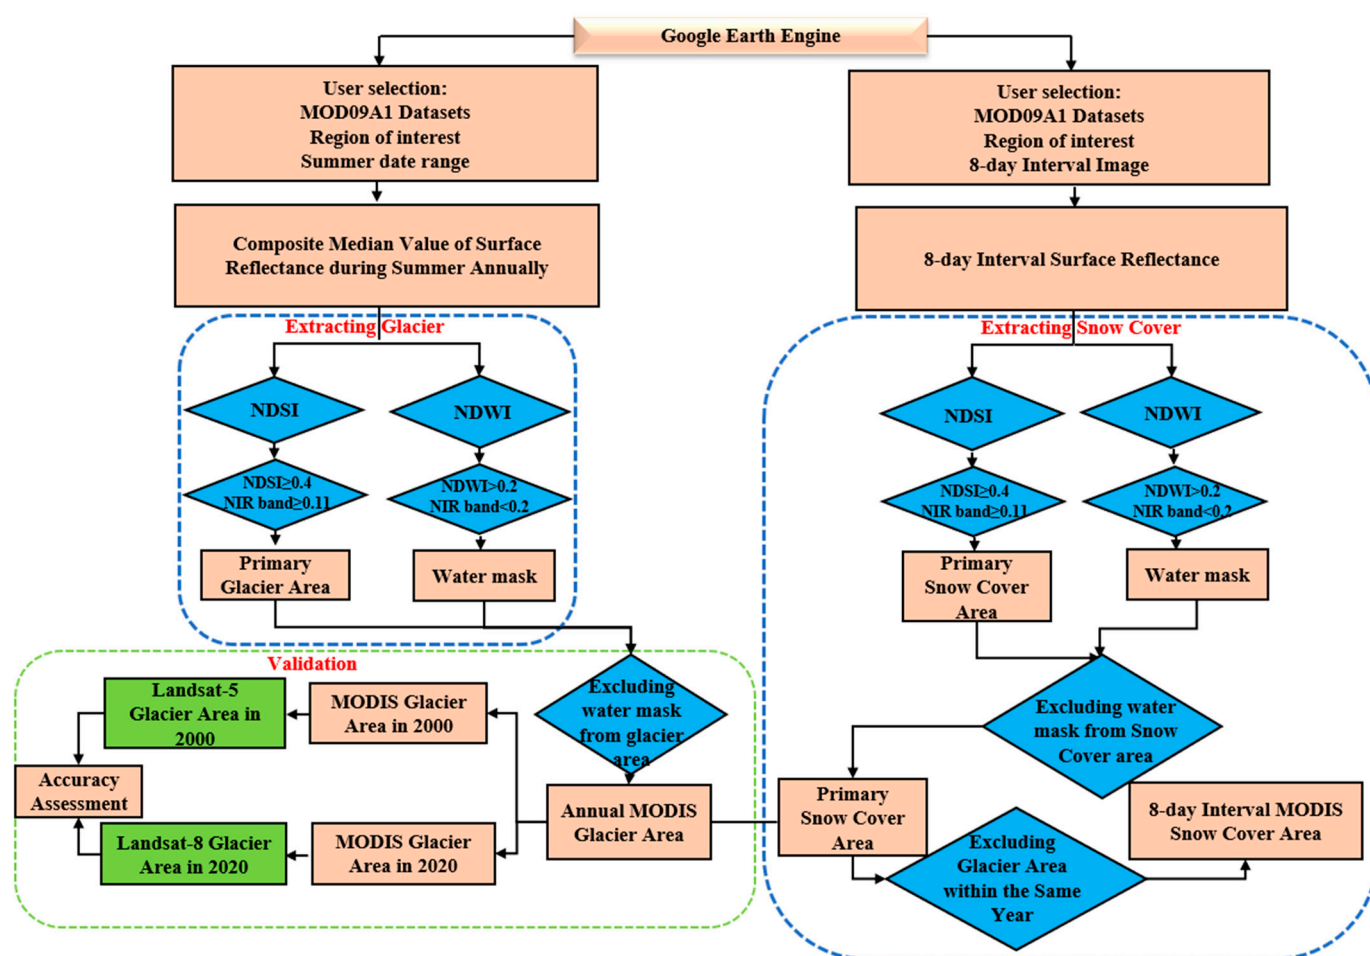 Google Earth Engine
User selection:
MOD09A1 Datasets
Region of interest
Summer date range
User selection:
MOD09A1 Datasets
Region of interest
8-day Interval Image
Composite Median Value of Surface
Reflectance during Summer Annually
8-day Interval Surface Reflectance
Extracting Glacier
NDSI
NDWI
NDSI≥0.4
NIR band≥0.11
NDWI>0.2
NIR band<0.2
Primary
Glacier Area
Water mask
Extracting Snow Cover
NDSI
NDWI
NDSI≥0.4
NIR band≥0.11
NDWI>0.2
NIR band<0.2
Primary
Snow Cover
Area
Water mask
Validation
Landsat-5
Glacier Area in
2000
MODIS Glacier
Area in 2000
Excluding
water mask
from glacier
area
Accuracy
Assessment
Annual MODIS
Glacier Area
Landsat-8 Glacier
Area in 2020
MODIS Glacier
Area in 2020
Excluding water
mask from Snow
Cover area
Primary
Snow Cover
Area
Excluding
Glacier Area
within the Same
Year
8-day Interval MODIS
Snow Cover Area